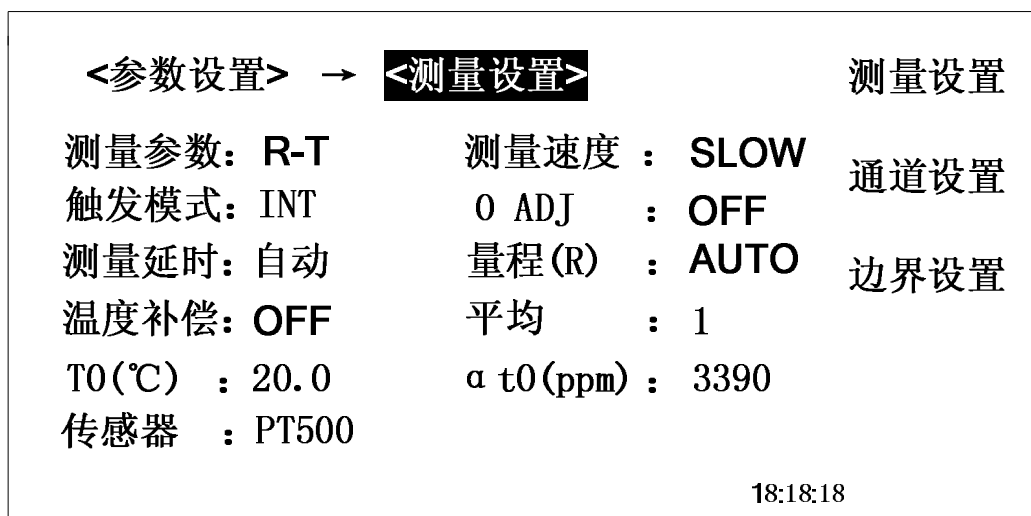 <参数设置> → <测量设置> 测量设置
测量参数: R-T 测量速度 : SLOW
通道设置
触发模式: INT 0 ADJ : OFF
测量延时: 自动 量程(R) : AUTO
边界设置
温度补偿: OFF 平均 : 1
T0(℃) : 20.0 αt0(ppm) : 3390
传感器 : PT500
18:18:18